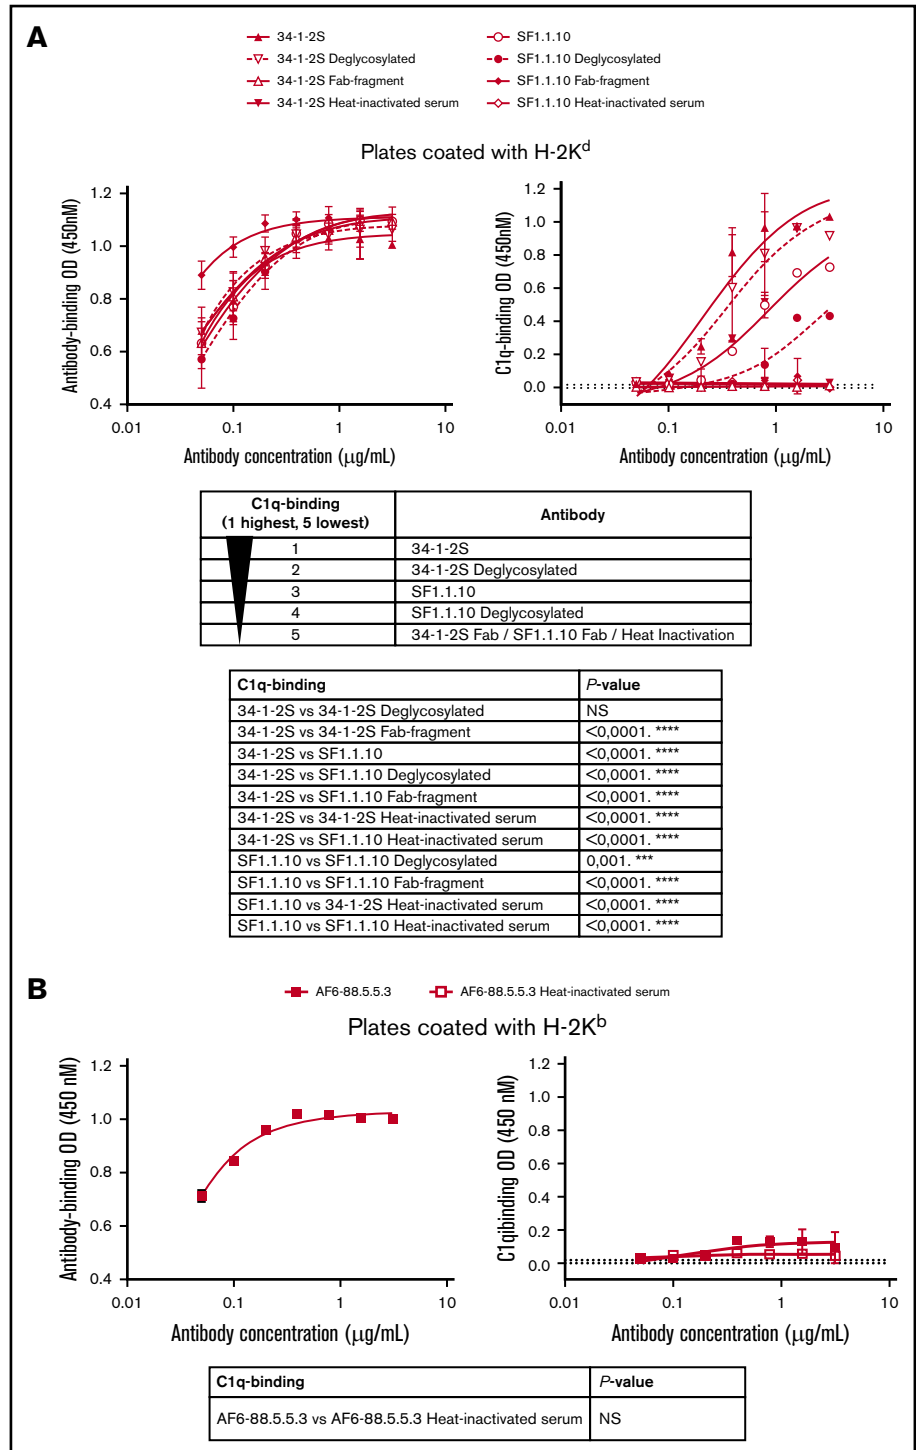 A
34-1-2S
34-1-2S Deglycosylated
34-1-2S Fab-fragment
34-1-2S Heat-inactivated serum
SF1.1.10
SF1.1.10 Deglycosylated
SF1.1.10 Fab-fragment
SF1.1.10 Heat-inactivated serum
Plates coated with H-2Kᵈ
Antibody-binding OD (450nM)
1.2
1.0
0.8
0.6
0.4
0.01 0.1 1 10
Antibody concentration (μg/mL)
C1q-binding OD (450nM)
1.2
1.0
0.8
0.6
0.4
0.2
0.0
0.01 0.1 1 10
Antibody concentration (μg/mL)
C1q-binding
(1 highest, 5 lowest) Antibody
1 34-1-2S
2 34-1-2S Deglycosylated
3 SF1.1.10
4 SF1.1.10 Deglycosylated
5 34-1-2S Fab / SF1.1.10 Fab / Heat Inactivation
C1q-binding P-value
34-1-2S vs 34-1-2S Deglycosylated NS
34-1-2S vs 34-1-2S Fab-fragment <0,0001. ****
34-1-2S vs SF1.1.10 <0,0001. ****
34-1-2S vs SF1.1.10 Deglycosylated <0,0001. ****
34-1-2S vs SF1.1.10 Fab-fragment <0,0001. ****
34-1-2S vs 34-1-2S Heat-inactivated serum <0,0001. ****
34-1-2S vs SF1.1.10 Heat-inactivated serum <0,0001. ****
SF1.1.10 vs SF1.1.10 Deglycosylated 0,001. ***
SF1.1.10 vs SF1.1.10 Fab-fragment <0,0001. ****
SF1.1.10 vs 34-1-2S Heat-inactivated serum <0,0001. ****
SF1.1.10 vs SF1.1.10 Heat-inactivated serum <0,0001. ****
B
AF6-88.5.5.3 AF6-88.5.5.3 Heat-inactivated serum
Plates coated with H-2Kᵇ
Antibody-binding OD (450 nM)
1.2
1.0
0.8
0.6
0.4
0.01 0.1 1 10
Antibody concentration (μg/mL)
C1qibinding OD (450 nM)
1.2
1.0
0.8
0.6
0.4
0.2
0.0
0.01 0.1 1 10
Antibody concentration (μg/mL)
C1q-binding P-value
AF6-88.5.5.3 vs AF6-88.5.5.3 Heat-inactivated serum NS